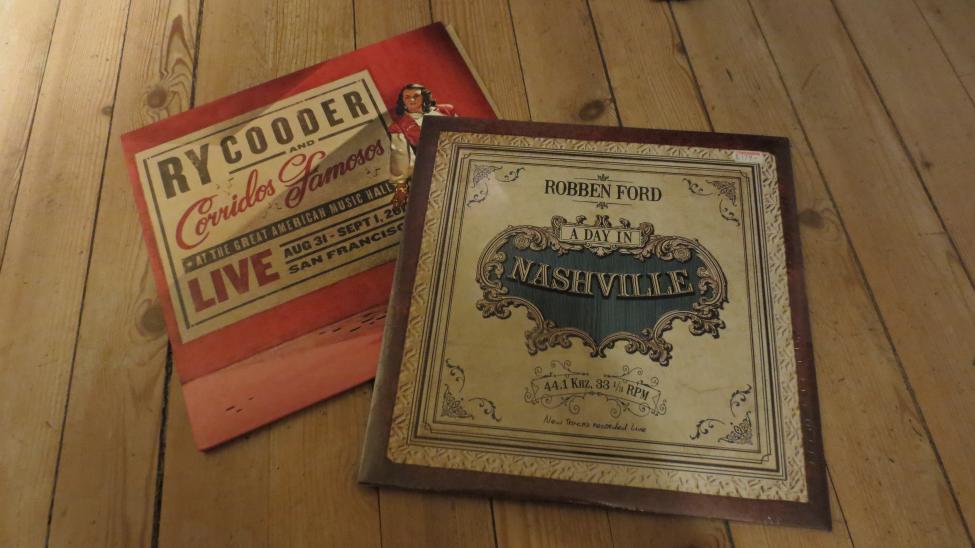 RY COODER
AND
Corridos Famosos
AT THE GREAT AMERICAN MUSIC HALL
LIVE
AUG 31 - SEPT 1,
SAN FRANCISCO
ROBBEN FORD
A DAY IN
NASHVILLE
44.1 KHZ, 33 1/3 RPM
New Tracks recorded live